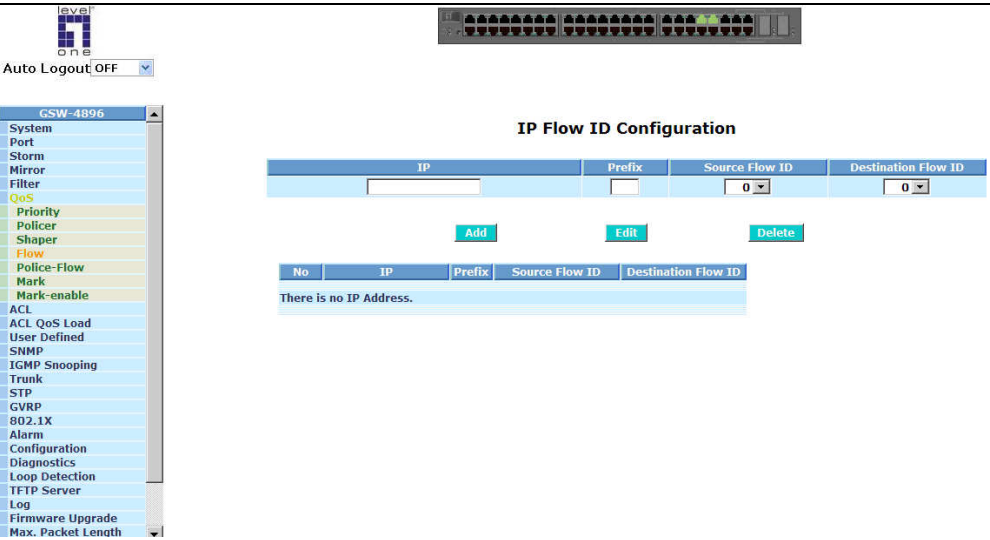 level
one
Auto Logout OFF
GSW-4896
System
Port
Storm
Mirror
Filter
QoS
Priority
Policer
Shaper
Flow
Police-Flow
Mark
Mark-enable
ACL
ACL QoS Load
User Defined
SNMP
IGMP Snooping
Trunk
STP
GVRP
802.1X
Alarm
Configuration
Diagnostics
Loop Detection
TFTP Server
Log
Firmware Upgrade
Max. Packet Length
IP Flow ID Configuration
IP Prefix Source Flow ID Destination Flow ID
0 0
Add Edit Delete
No IP Prefix Source Flow ID Destination Flow ID
There is no IP Address.